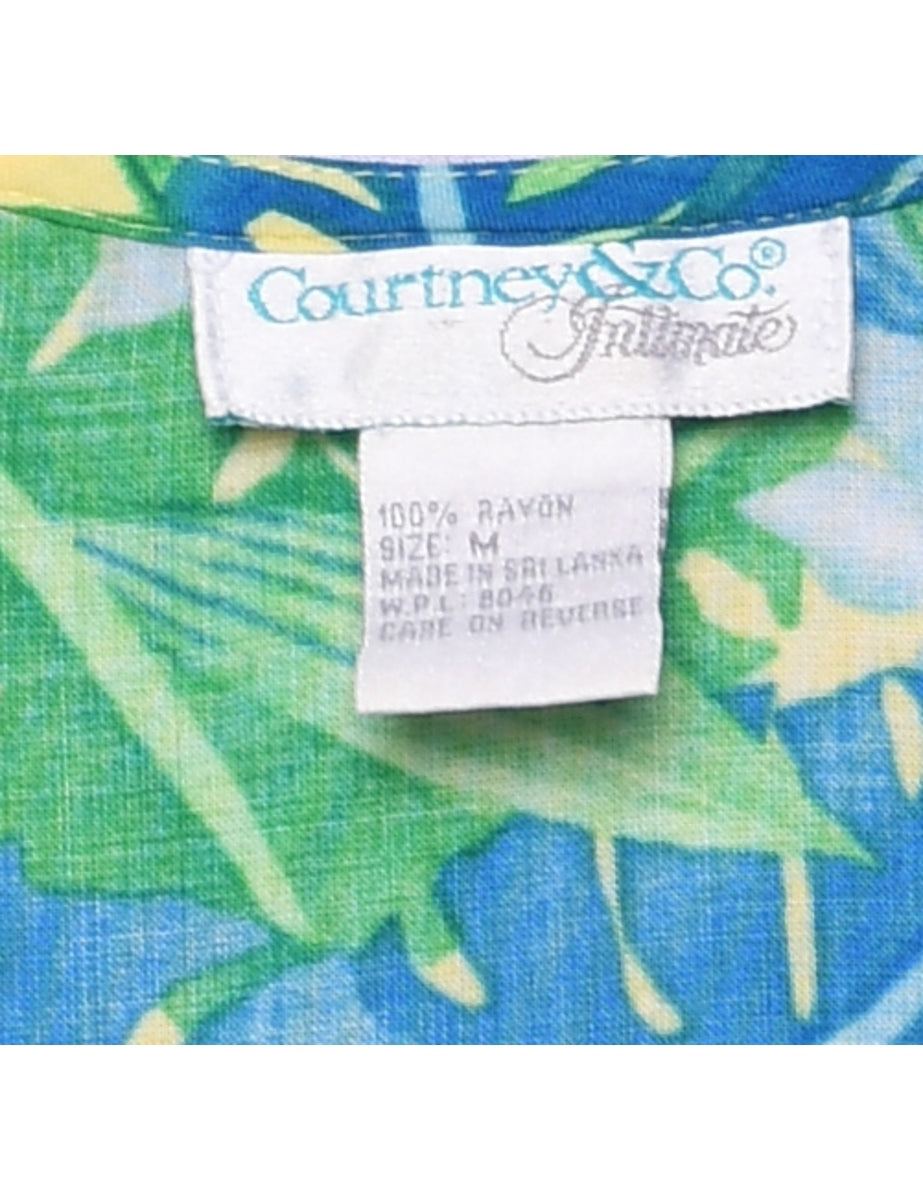 Courtney&Co.®
Intimate
100% RAYON
SIZE: M
MADE IN SRI LANKA
W.P.L: 8046
CARE ON REVERSE